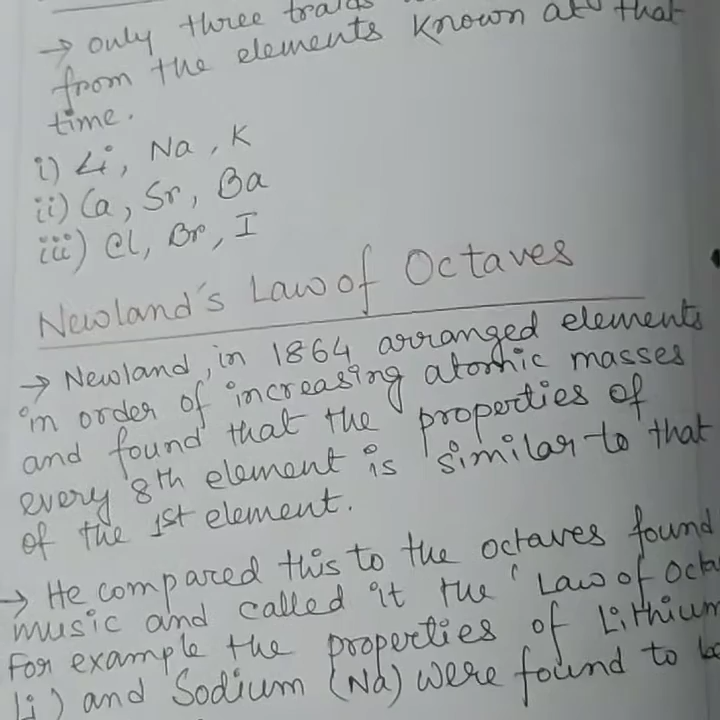 → only three traids
from the elements known at that
time.
i) Li, Na, K
ii) Ca, Sr, Ba
iii) Cl, Br, I
Newland's Law of Octaves
→ Newland, in 1864 arranged elements
in order of increasing atomic masses
and found that the properties of
every 8th element is similar to that
of the 1st element.
→ He compared this to the octaves found
music and called it the 'Law of Octa
For example the properties of Lithium
Li) and Sodium (Na) were found to be